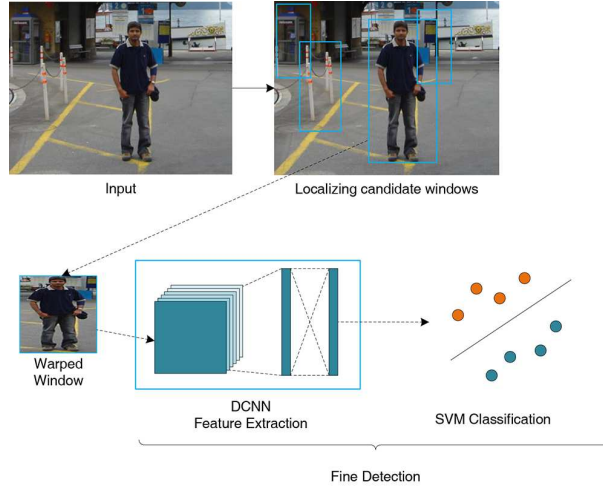 Input
Localizing candidate windows
Warped
Window
DCNN
Feature Extraction
SVM Classification
Fine Detection